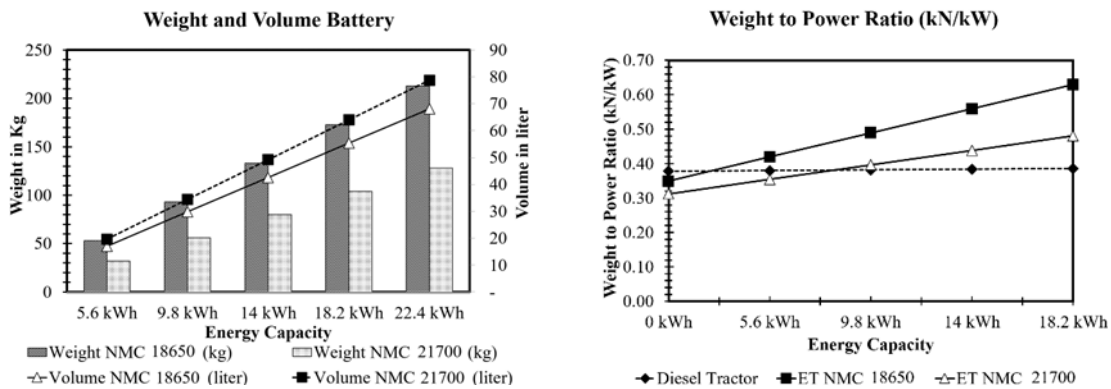 Weight and Volume Battery
250
200
150
100
50
0
Weight in Kg
90
80
70
60
50
40
30
20
10
-
Volume in liter
5.6 kWh 9.8 kWh 14 kWh 18.2 kWh 22.4 kWh
Energy Capacity
Weight NMC 18650 (kg) Weight NMC 21700 (kg)
Volume NMC 18650 (liter) Volume NMC 21700 (liter)
Weight to Power Ratio (kN/kW)
0.70
0.60
0.50
0.40
0.30
0.20
0.10
0.00
Weight to Power Ratio (kN/kW)
0 kWh 5.6 kWh 9.8 kWh 14 kWh 18.2 kWh
Energy Capacity
Diesel Tractor ET NMC 18650 ET NMC 21700